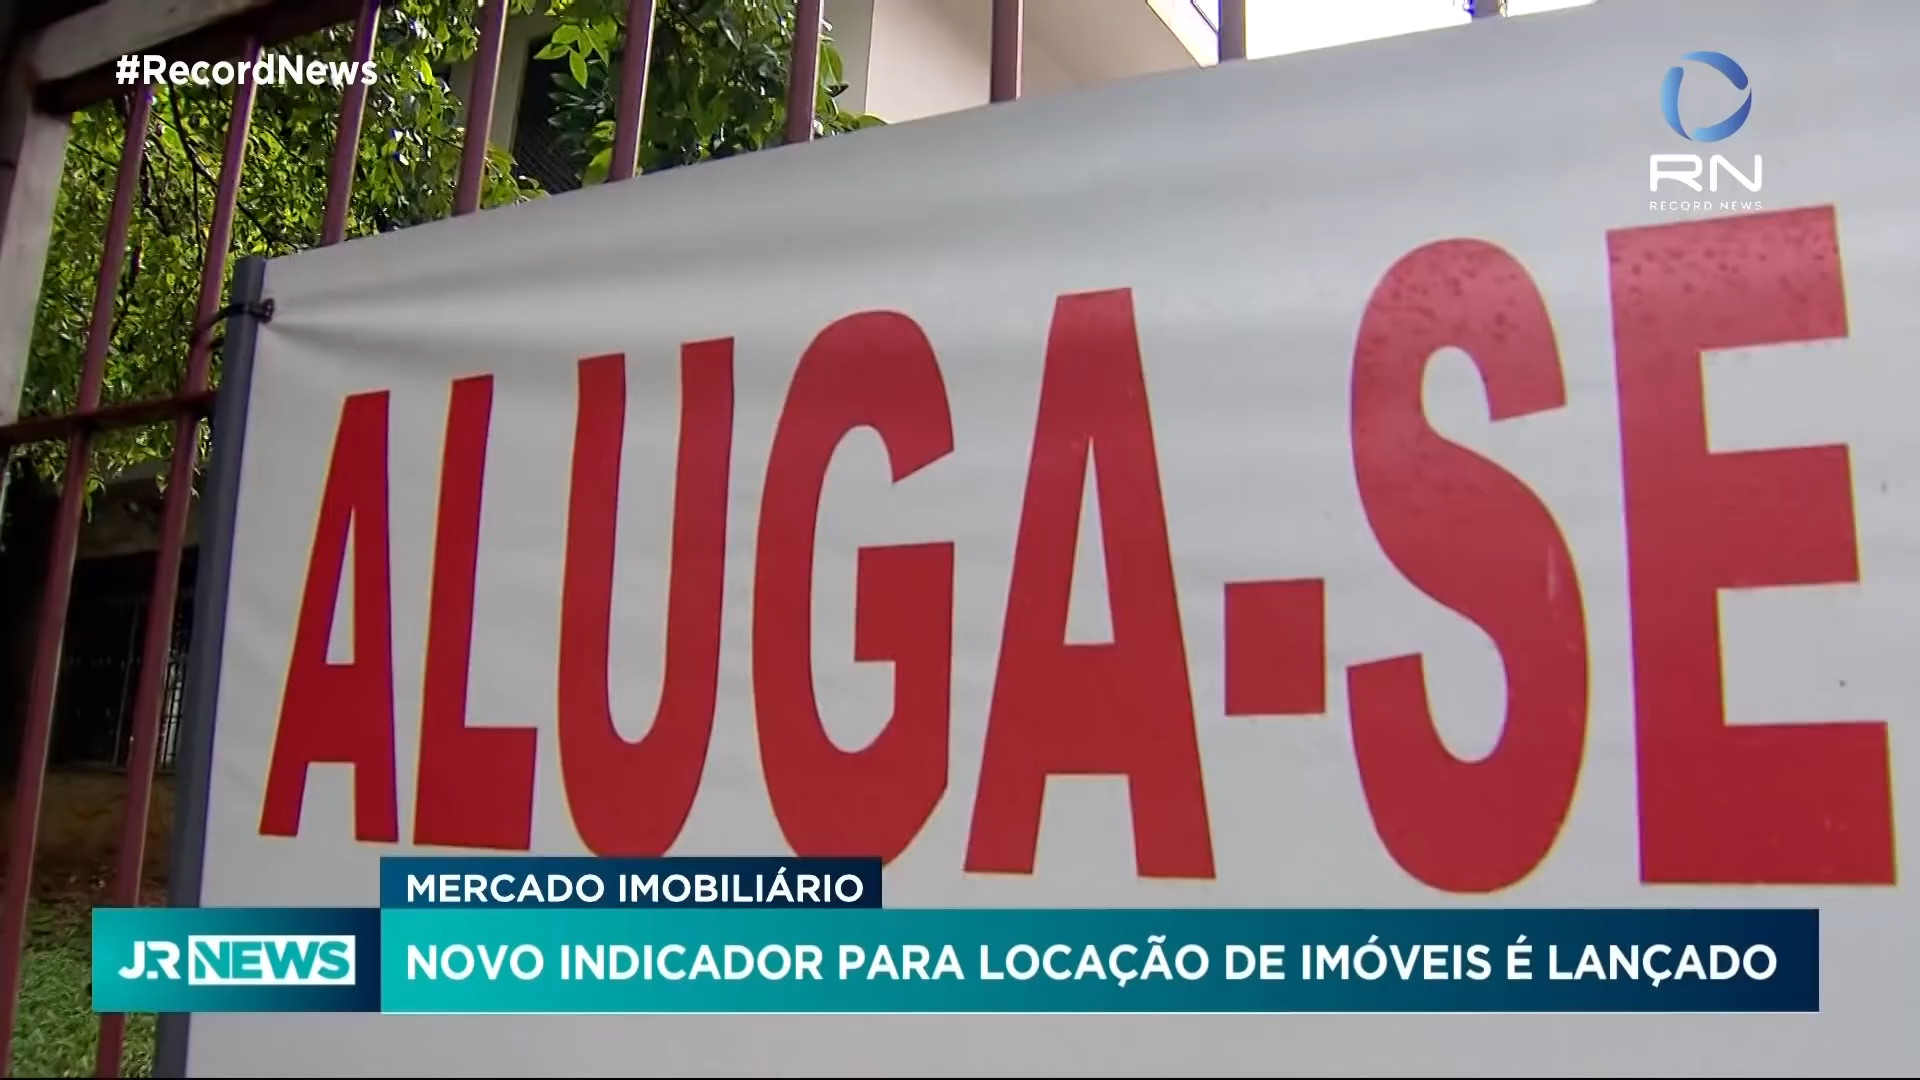 #RecordNews
RN
RECORD NEWS
ALUGA-SE
MERCADO IMOBILIÁRIO
JR NEWS
NOVO INDICADOR PARA LOCAÇÃO DE IMÓVEIS É LANÇADO